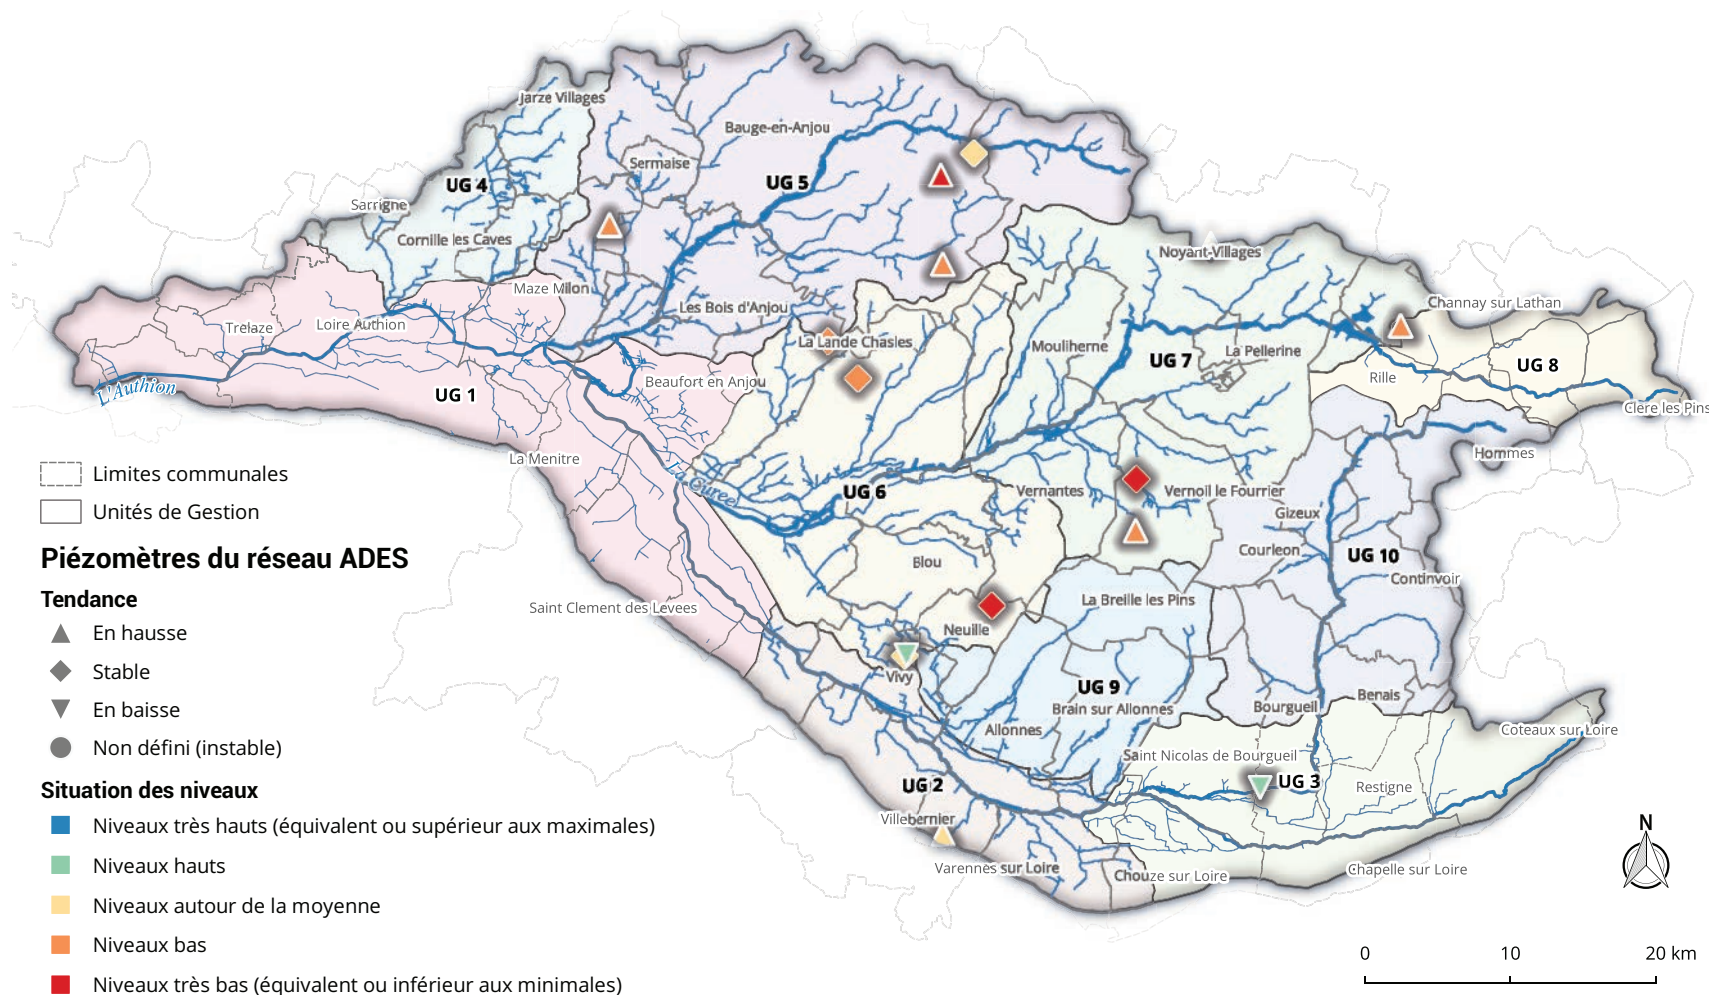 Jarze Villages
Bauge-en-Anjou
Sermaise
UG 4
UG 5
Sarrigne
Cornille les Caves
Noyant-Villages
Maze Milon
Les Bois d'Anjou
Channay sur Lathan
Trelaze
Loire Authion
La Lande Chasles
Mouliherne
UG 7
La Pellerine
UG 8
Rille
L'Authion
UG 1
Beaufort en Anjou
Clere les Pins
La Menitre
Hommes
La Curee
UG 6
Vernantes
Vernoil le Fourrier
Gizeux
Courleon
UG 10
Continvoir
Blou
La Breille les Pins
Saint Clement des Levees
Neuille
Vivy
UG 9
Brain sur Allonnes
Benais
Bourgueil
Allonnes
Coteaux sur Loire
Saint Nicolas de Bourgueil
UG 2
UG 3
Restigne
Villebernier
Varennes sur Loire
Chouze sur Loire
Chapelle sur Loire
Limites communales
Unités de Gestion
Piézomètres du réseau ADES
Tendance
En hausse
Stable
En baisse
Non défini (instable)
Situation des niveaux
Niveaux très hauts (équivalent ou supérieur aux maximales)
Niveaux hauts
Niveaux autour de la moyenne
Niveaux bas
Niveaux très bas (équivalent ou inférieur aux minimales)
N
0 10 20 km